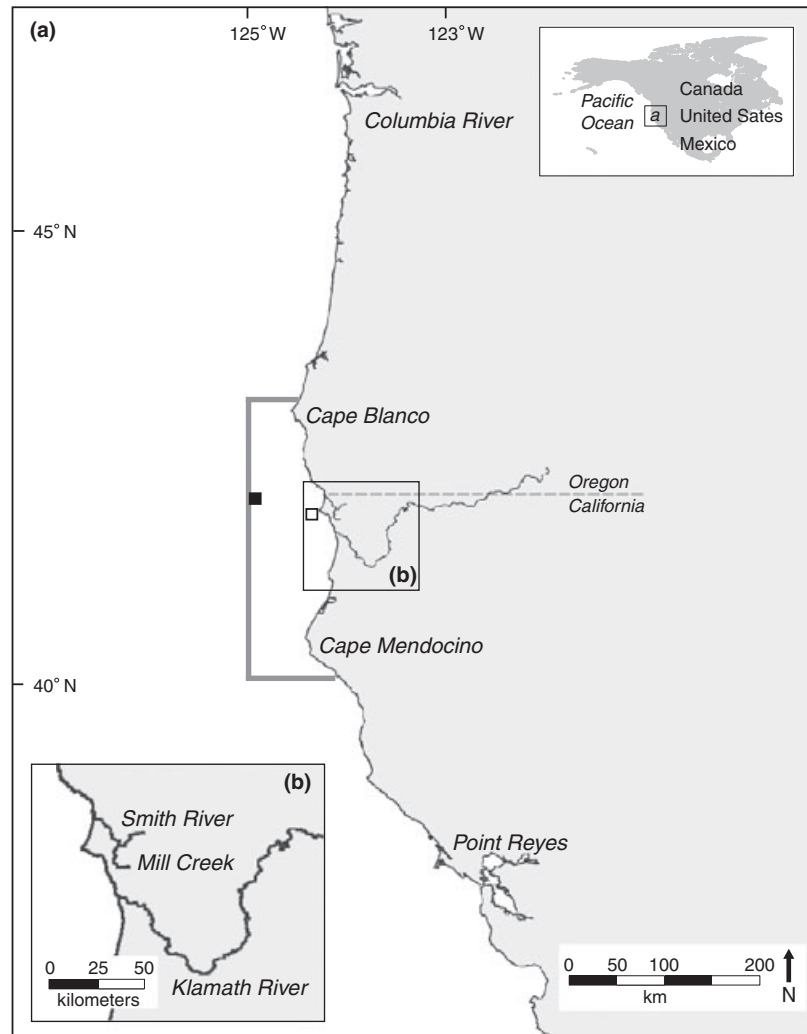 (a)
125° W
123° W
Columbia River
Pacific
Ocean
a
Canada
United Sates
Mexico
45° N
Cape Blanco
Oregon
California
(b)
Cape Mendocino
40° N
(b)
Smith River
Mill Creek
Klamath River
0 25 50
kilometers
Point Reyes
0 50 100 200
km
N